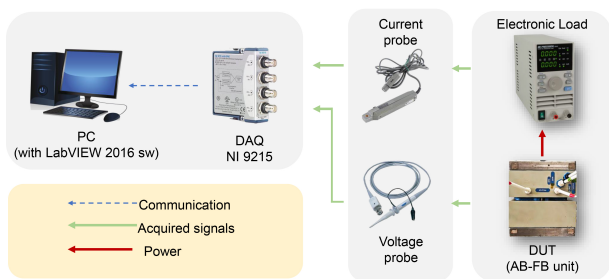 Current
probe
Electronic Load
PC
(with LabVIEW 2016 sw)
DAQ
NI 9215
Communication
Acquired signals
Power
Voltage
probe
DUT
(AB-FB unit)